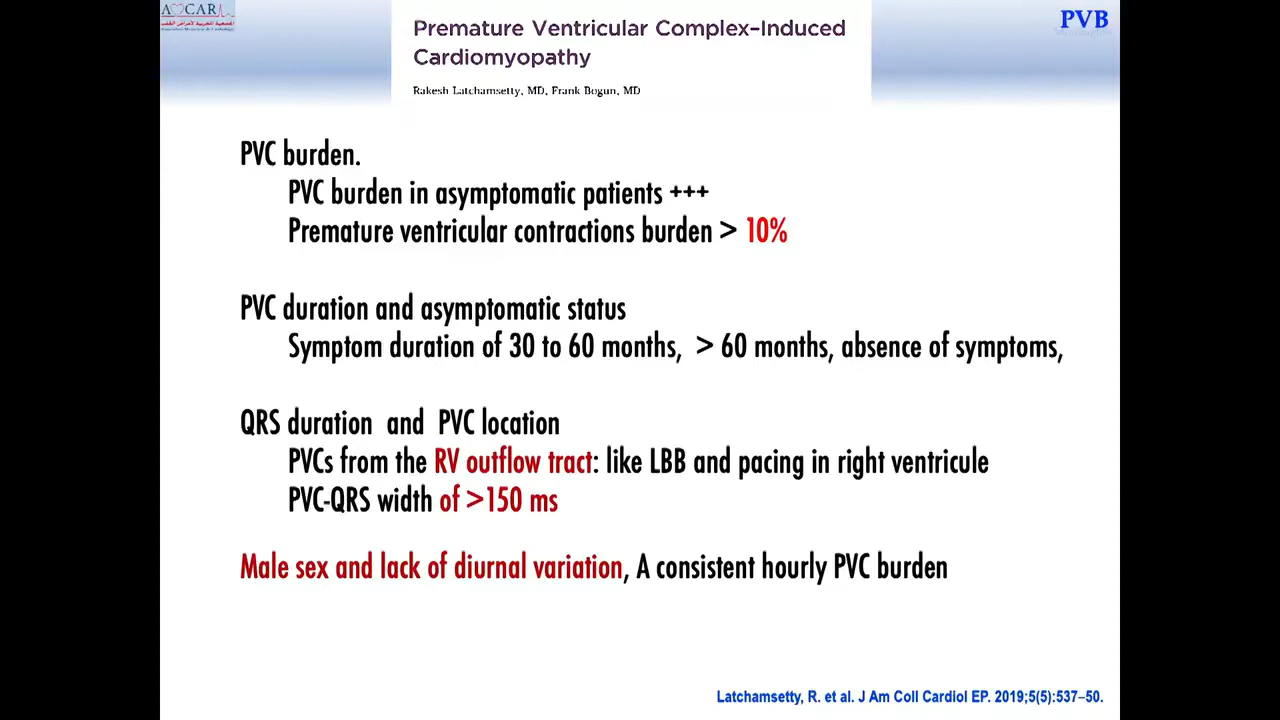 AMCAR
PVB
Premature Ventricular Complex–Induced
Cardiomyopathy
Rakesh Latchamsetty, MD, Frank Bogun, MD
PVC burden.
PVC burden in asymptomatic patients +++
Premature ventricular contractions burden > 10%
PVC duration and asymptomatic status
Symptom duration of 30 to 60 months, > 60 months, absence of symptoms,
QRS duration and PVC location
PVCs from the RV outflow tract: like LBB and pacing in right ventricule
PVC-QRS width of >150 ms
Male sex and lack of diurnal variation, A consistent hourly PVC burden
Latchamsetty, R. et al. J Am Coll Cardiol EP. 2019;5(5):537–50.